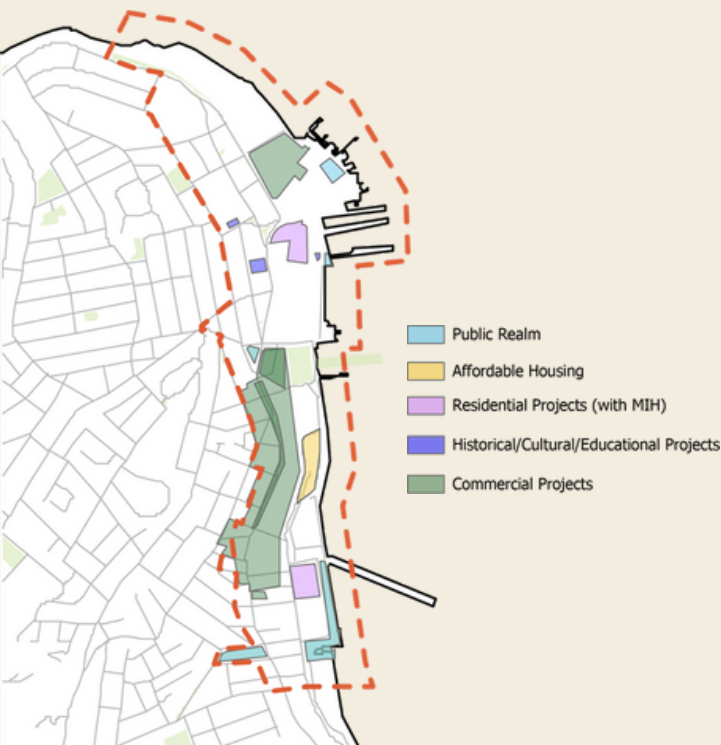 Public Realm
Affordable Housing
Residential Projects (with MIH)
Historical/Cultural/Educational Projects
Commercial Projects